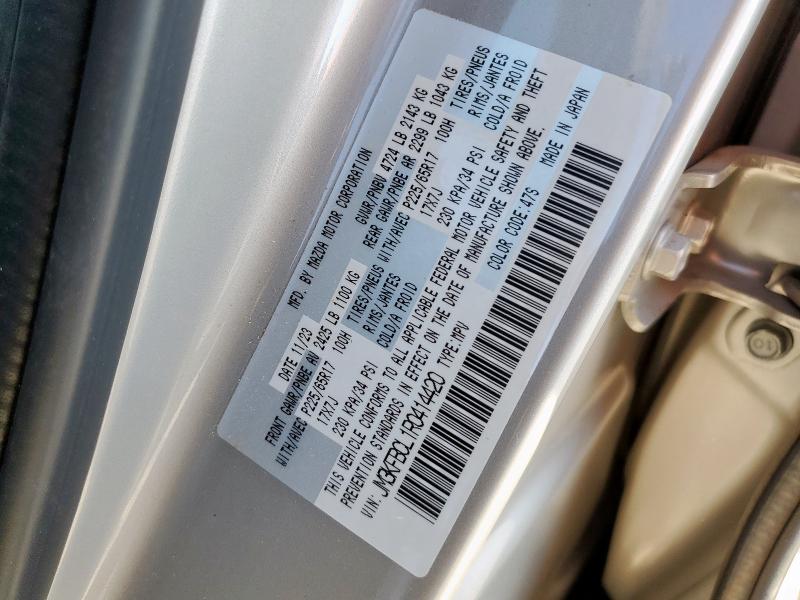 MFD. BY MAZDA MOTOR CORPORATION
DATE 11/23 GVWR/PNBV 4724 LB 2143 KG
FRONT GAWR/PNBE AV 2425 LB 1100 KG REAR GAWR/PNBE AR 2299 LB 1043 KG
WITH/AVEC P225/65R17 100H TIRES/PNEUS WITH/AVEC P225/65R17 100H TIRES/PNEUS
17X7J RIMS/JANTES 17X7J RIMS/JANTES
230 KPA/34 PSI COLD/A FROID 230 KPA/34 PSI COLD/A FROID
THIS VEHICLE CONFORMS TO ALL APPLICABLE FEDERAL MOTOR VEHICLE SAFETY AND THEFT
PREVENTION STANDARDS IN EFFECT ON THE DATE OF MANUFACTURE SHOWN ABOVE.
VIN: JM3KFBCL1R0414420 TYPE: MPV COLOR CODE: 47S MADE IN JAPAN